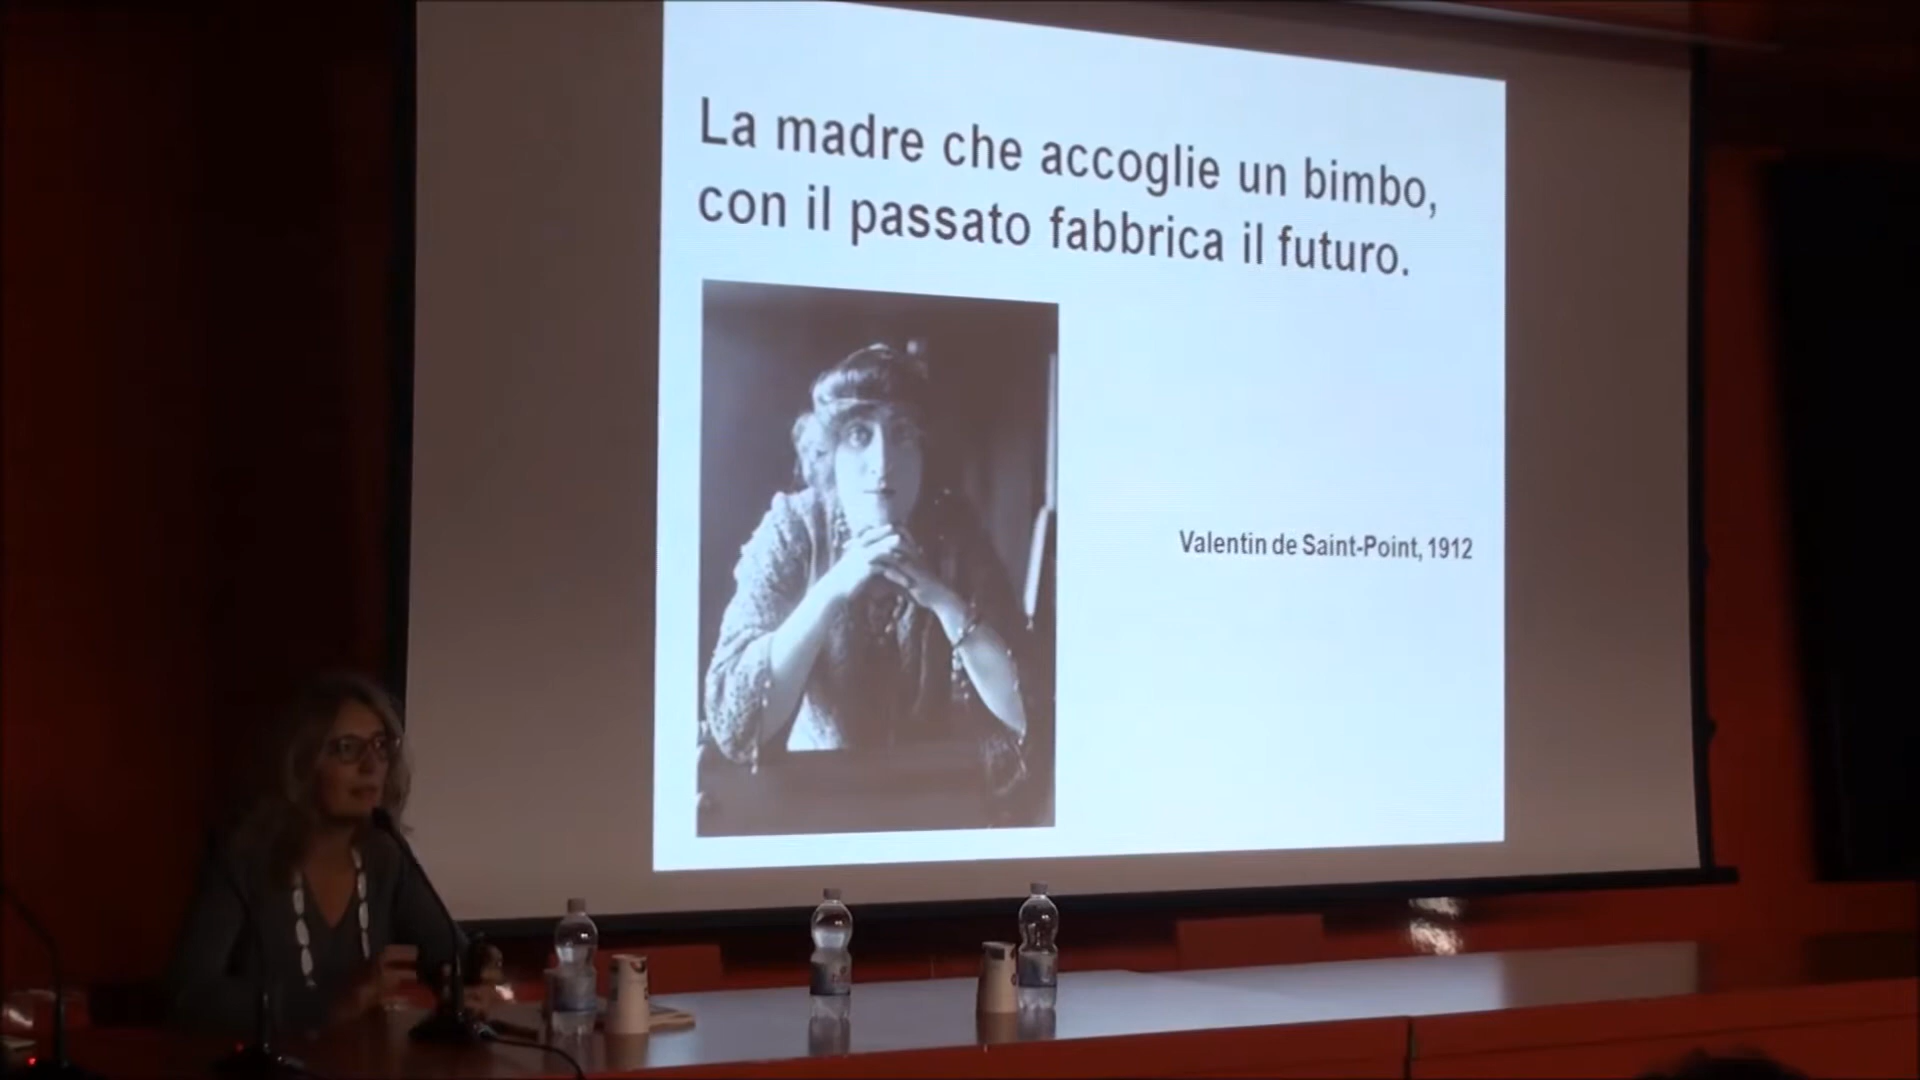 La madre che accoglie un bimbo,
con il passato fabbrica il futuro.
Valentin de Saint-Point, 1912